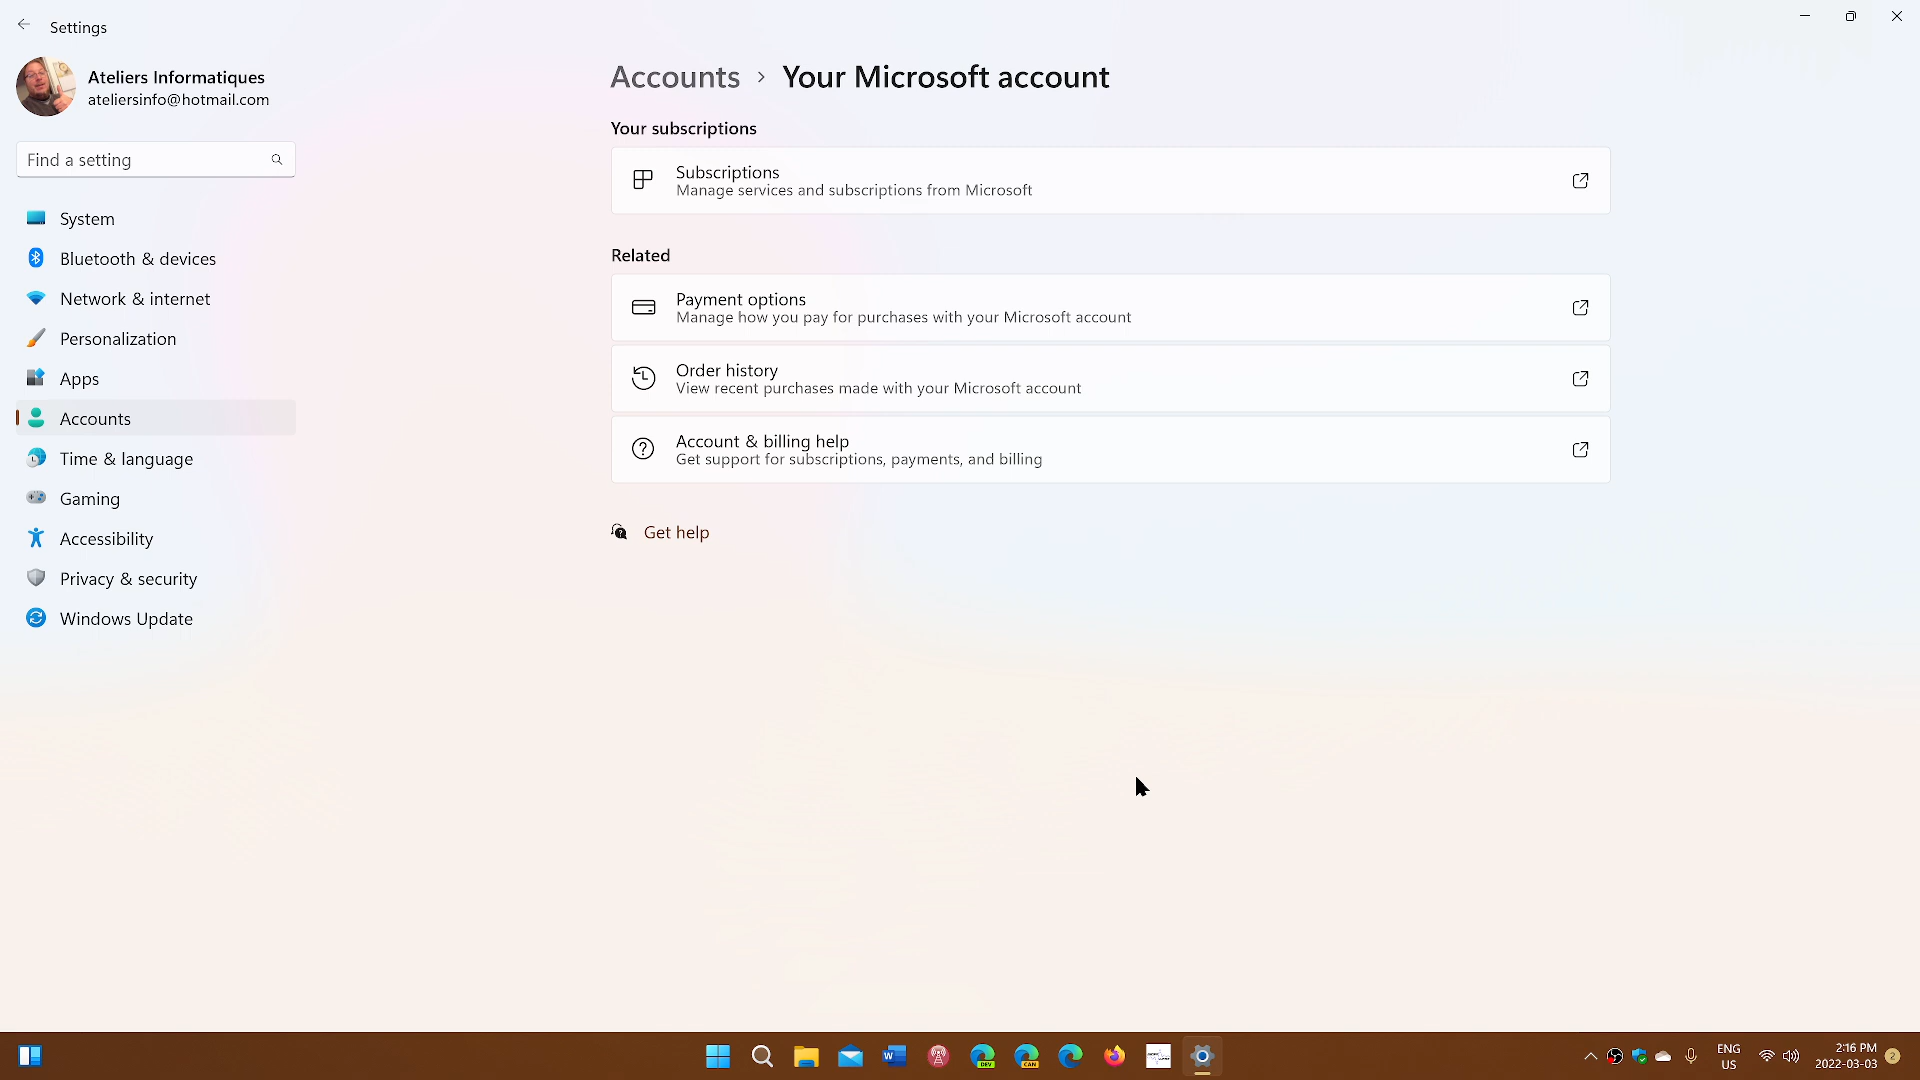 Settings
Ateliers Informatiques
ateliersinfo@hotmail.com
Find a setting
System
Bluetooth & devices
Network & internet
Personalization
Apps
Accounts
Time & language
Gaming
Accessibility
Privacy & security
Windows Update
Accounts › Your Microsoft account
Your subscriptions
Subscriptions
Manage services and subscriptions from Microsoft
Related
Payment options
Manage how you pay for purchases with your Microsoft account
Order history
View recent purchases made with your Microsoft account
Account & billing help
Get support for subscriptions, payments, and billing
Get help
W
DEV
CAN
ENG
US
2:16 PM
2022-03-03
2